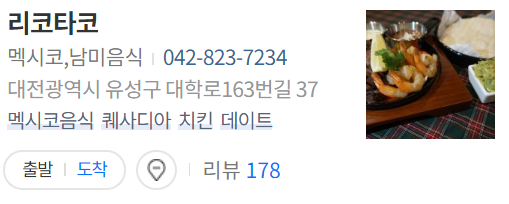 리코타코
멕시코,남미음식 042-823-7234
대전광역시 유성구 대학로163번길 37
멕시코음식 퀘사디아 치킨 데이트
출발 도착 리뷰 178